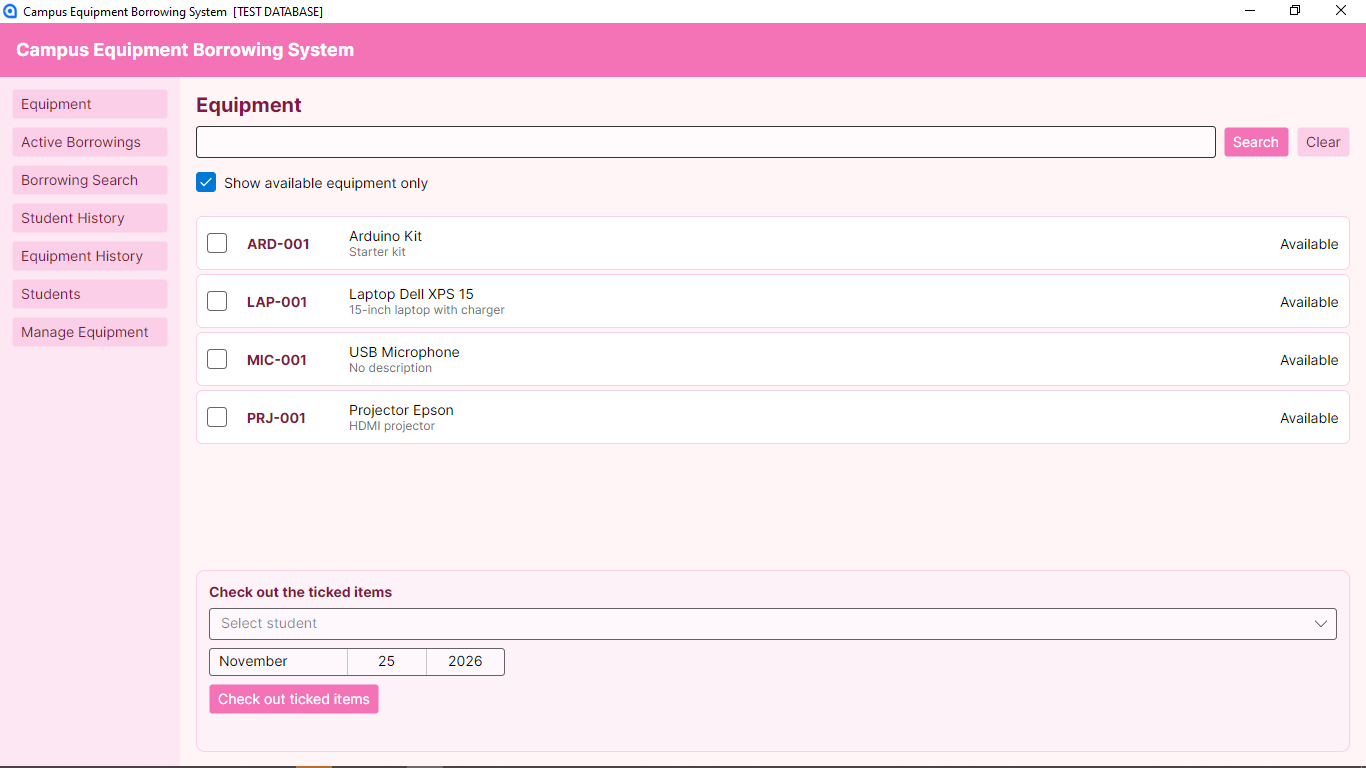 Campus Equipment Borrowing System [TEST DATABASE]
Campus Equipment Borrowing System
Equipment
Active Borrowings
Borrowing Search
Student History
Equipment History
Students
Manage Equipment
Equipment
Search Clear
Show available equipment only
ARD-001 Arduino Kit Available
Starter kit
LAP-001 Laptop Dell XPS 15 Available
15-inch laptop with charger
MIC-001 USB Microphone Available
No description
PRJ-001 Projector Epson Available
HDMI projector
Check out the ticked items
Select student
November 25 2026
Check out ticked items